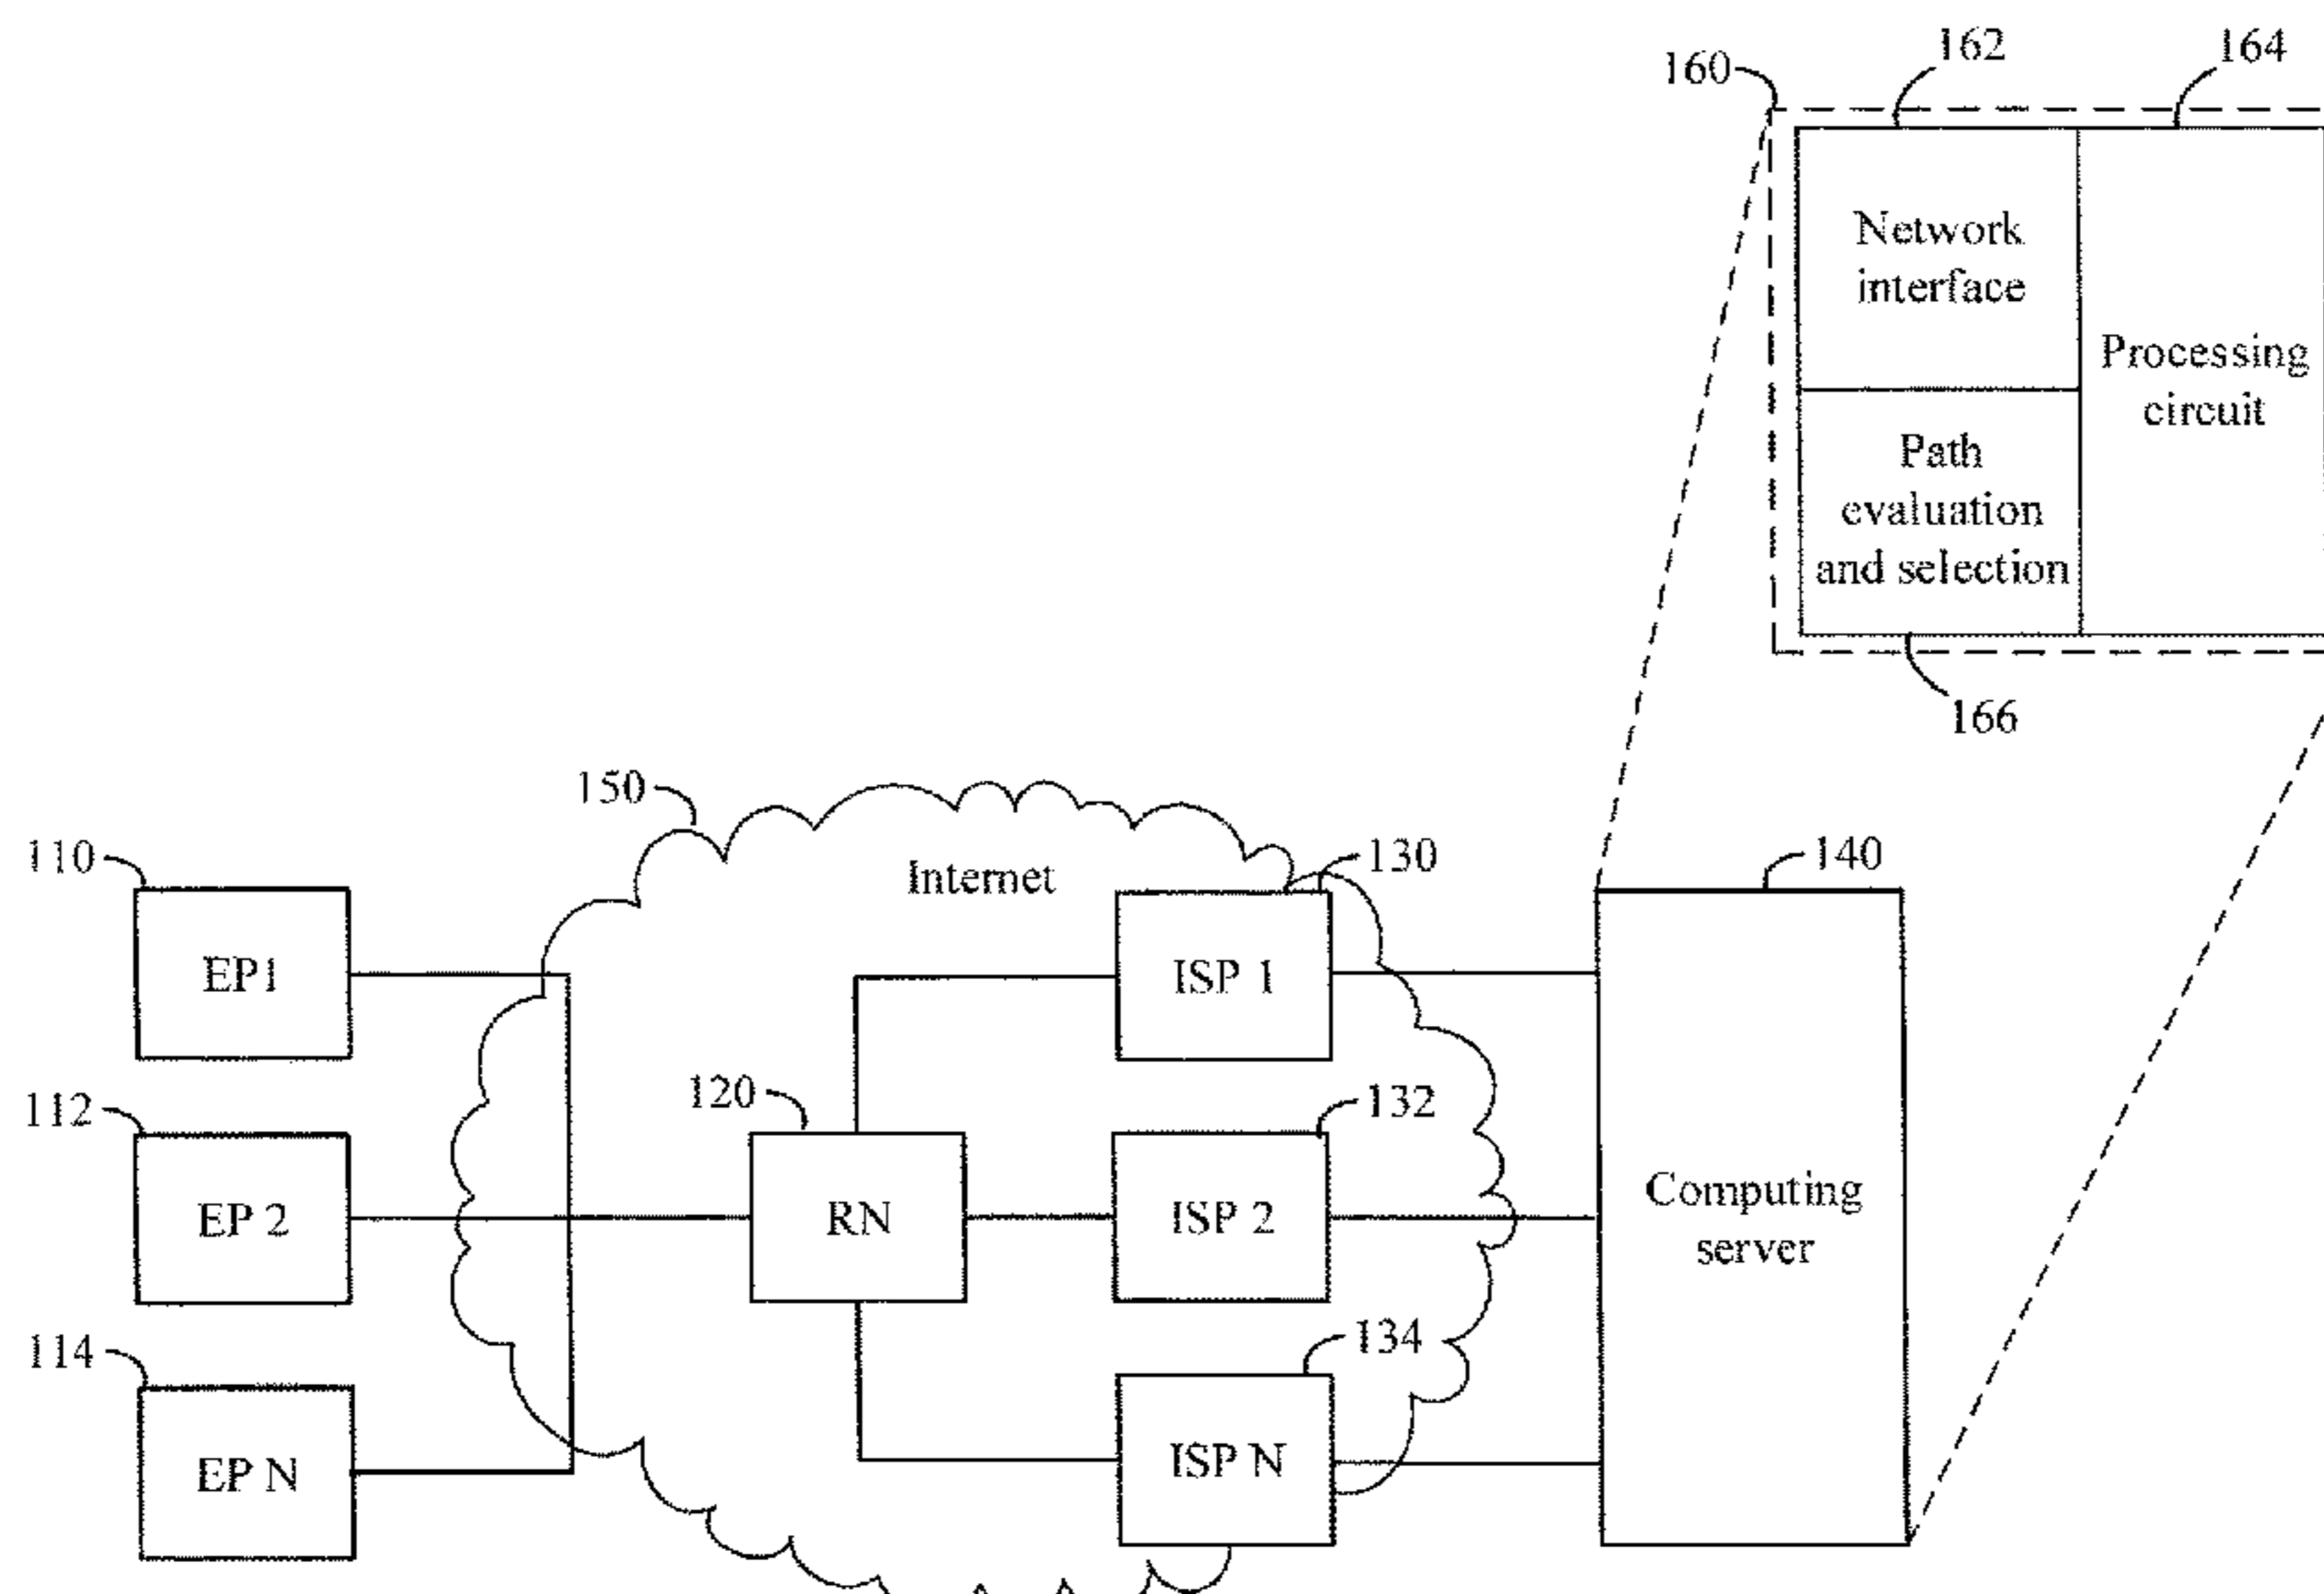 162
164
160
Network
interface
Processing
circuit
Path
evaluation
and selection
166
150
110
Internet
130
140
EP1
ISP 1
120
112
132
EP 2
RN
ISP 2
Computing
server
114
134
EP N
ISP N